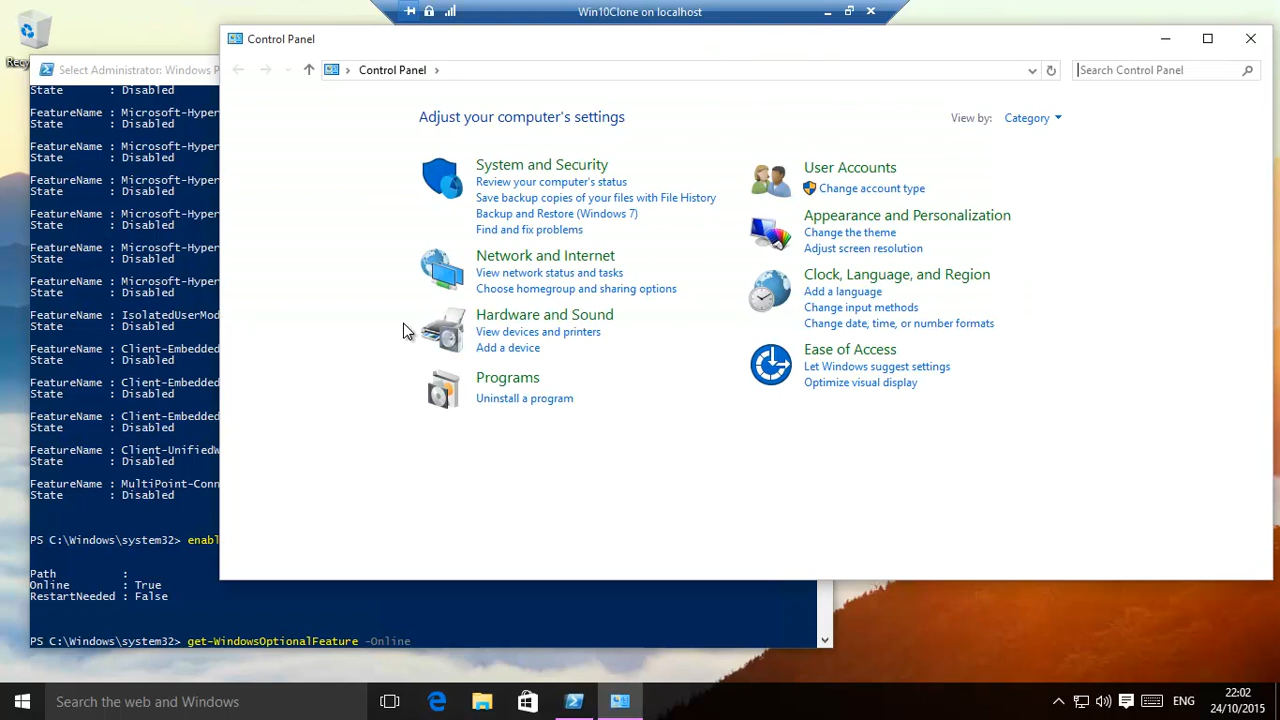 Win10Clone on localhost
Recy
Select Administrator: Windows P
State : Disabled
FeatureName : Microsoft-Hyper
State : Disabled
FeatureName : Microsoft-Hyper
State : Disabled
FeatureName : Microsoft-Hyper
State : Disabled
FeatureName : Microsoft-Hyper
State : Disabled
FeatureName : Microsoft-Hyper
State : Disabled
FeatureName : Microsoft-Hyper
State : Disabled
FeatureName : IsolatedUserMod
State : Disabled
FeatureName : Client-Embedded
State : Disabled
FeatureName : Client-Embedded
State : Disabled
FeatureName : Client-Embedded
State : Disabled
FeatureName : Client-UnifiedW
State : Disabled
FeatureName : MultiPoint-Conn
State : Disabled
PS C:\Windows\system32> enabl
Path :
Online : True
RestartNeeded : False
PS C:\Windows\system32> get-WindowsOptionalFeature -Online
Control Panel
Control Panel
Search Control Panel
Adjust your computer's settings
View by: Category
System and Security
Review your computer's status
Save backup copies of your files with File History
Backup and Restore (Windows 7)
Find and fix problems
Network and Internet
View network status and tasks
Choose homegroup and sharing options
Hardware and Sound
View devices and printers
Add a device
Programs
Uninstall a program
User Accounts
Change account type
Appearance and Personalization
Change the theme
Adjust screen resolution
Clock, Language, and Region
Add a language
Change input methods
Change date, time, or number formats
Ease of Access
Let Windows suggest settings
Optimize visual display
Search the web and Windows
ENG
22:02
24/10/2015